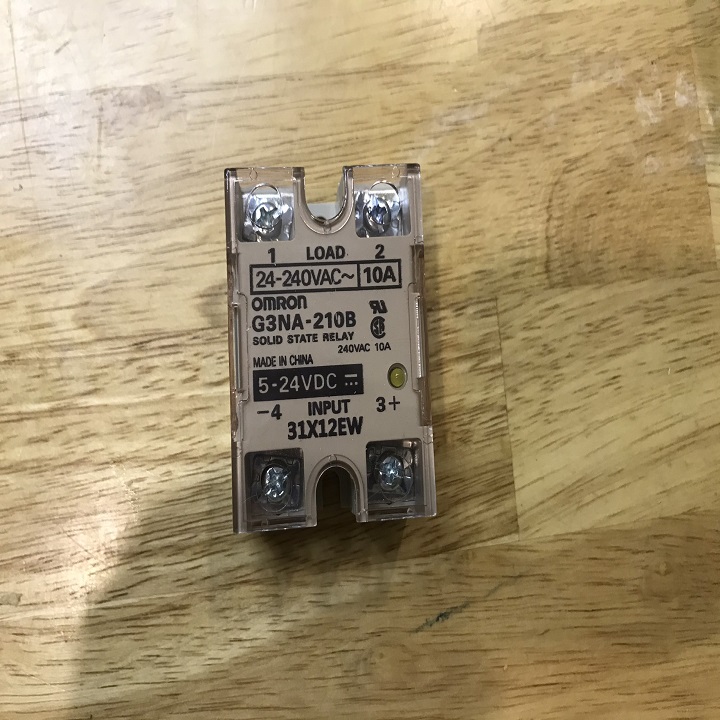 1 LOAD 2
24-240VAC~ 10A
OMRON
G3NA-210B
SOLID STATE RELAY
240VAC 10A
MADE IN CHINA
5-24VDC
-4 INPUT 3+
31X12EW